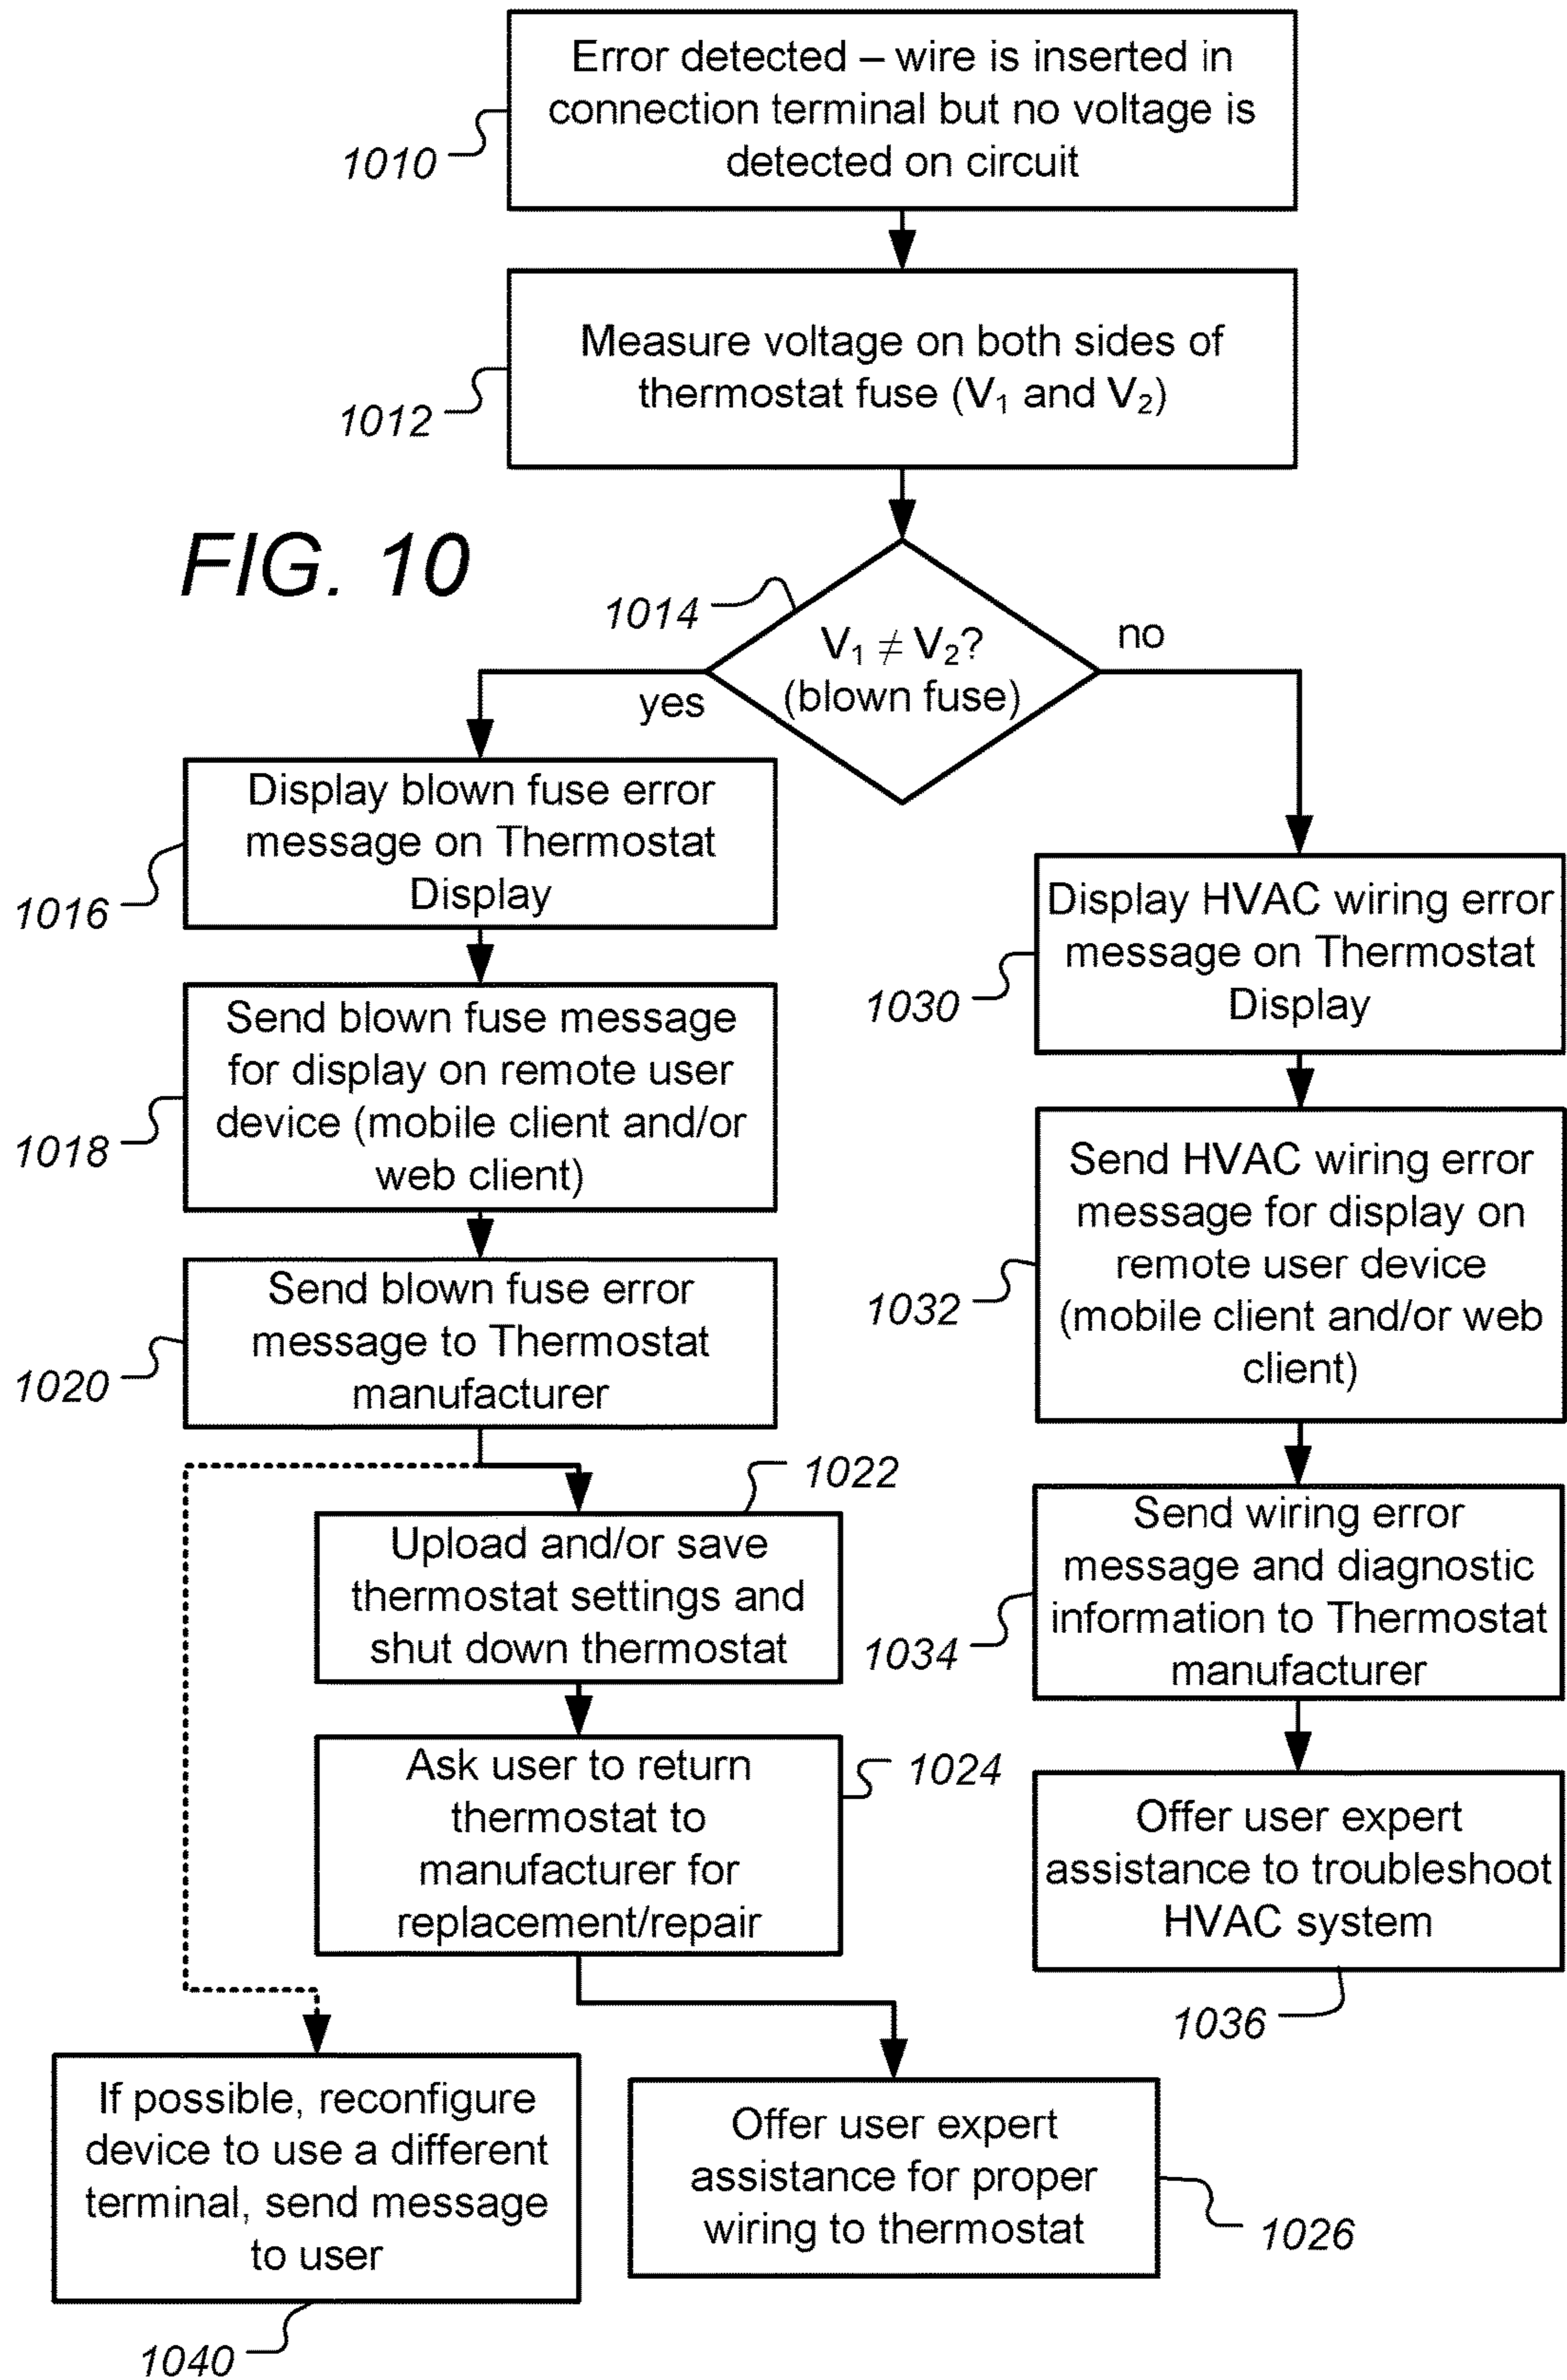 Error detected – wire is inserted in
connection terminal but no voltage is
detected on circuit
1010
Measure voltage on both sides of
thermostat fuse (V₁ and V₂)
1012
FIG. 10
1014
V₁ ≠ V₂?
(blown fuse)
yes
no
Display blown fuse error
message on Thermostat
Display
1016
Send blown fuse message
for display on remote user
device (mobile client and/or
web client)
1018
Send blown fuse error
message to Thermostat
manufacturer
1020
1022
Upload and/or save
thermostat settings and
shut down thermostat
Ask user to return
thermostat to
manufacturer for
replacement/repair
1024
If possible, reconfigure
device to use a different
terminal, send message
to user
1040
Offer user expert
assistance for proper
wiring to thermostat
1026
Display HVAC wiring error
message on Thermostat
Display
1030
Send HVAC wiring error
message for display on
remote user device
(mobile client and/or web
client)
1032
Send wiring error
message and diagnostic
information to Thermostat
manufacturer
1034
Offer user expert
assistance to troubleshoot
HVAC system
1036